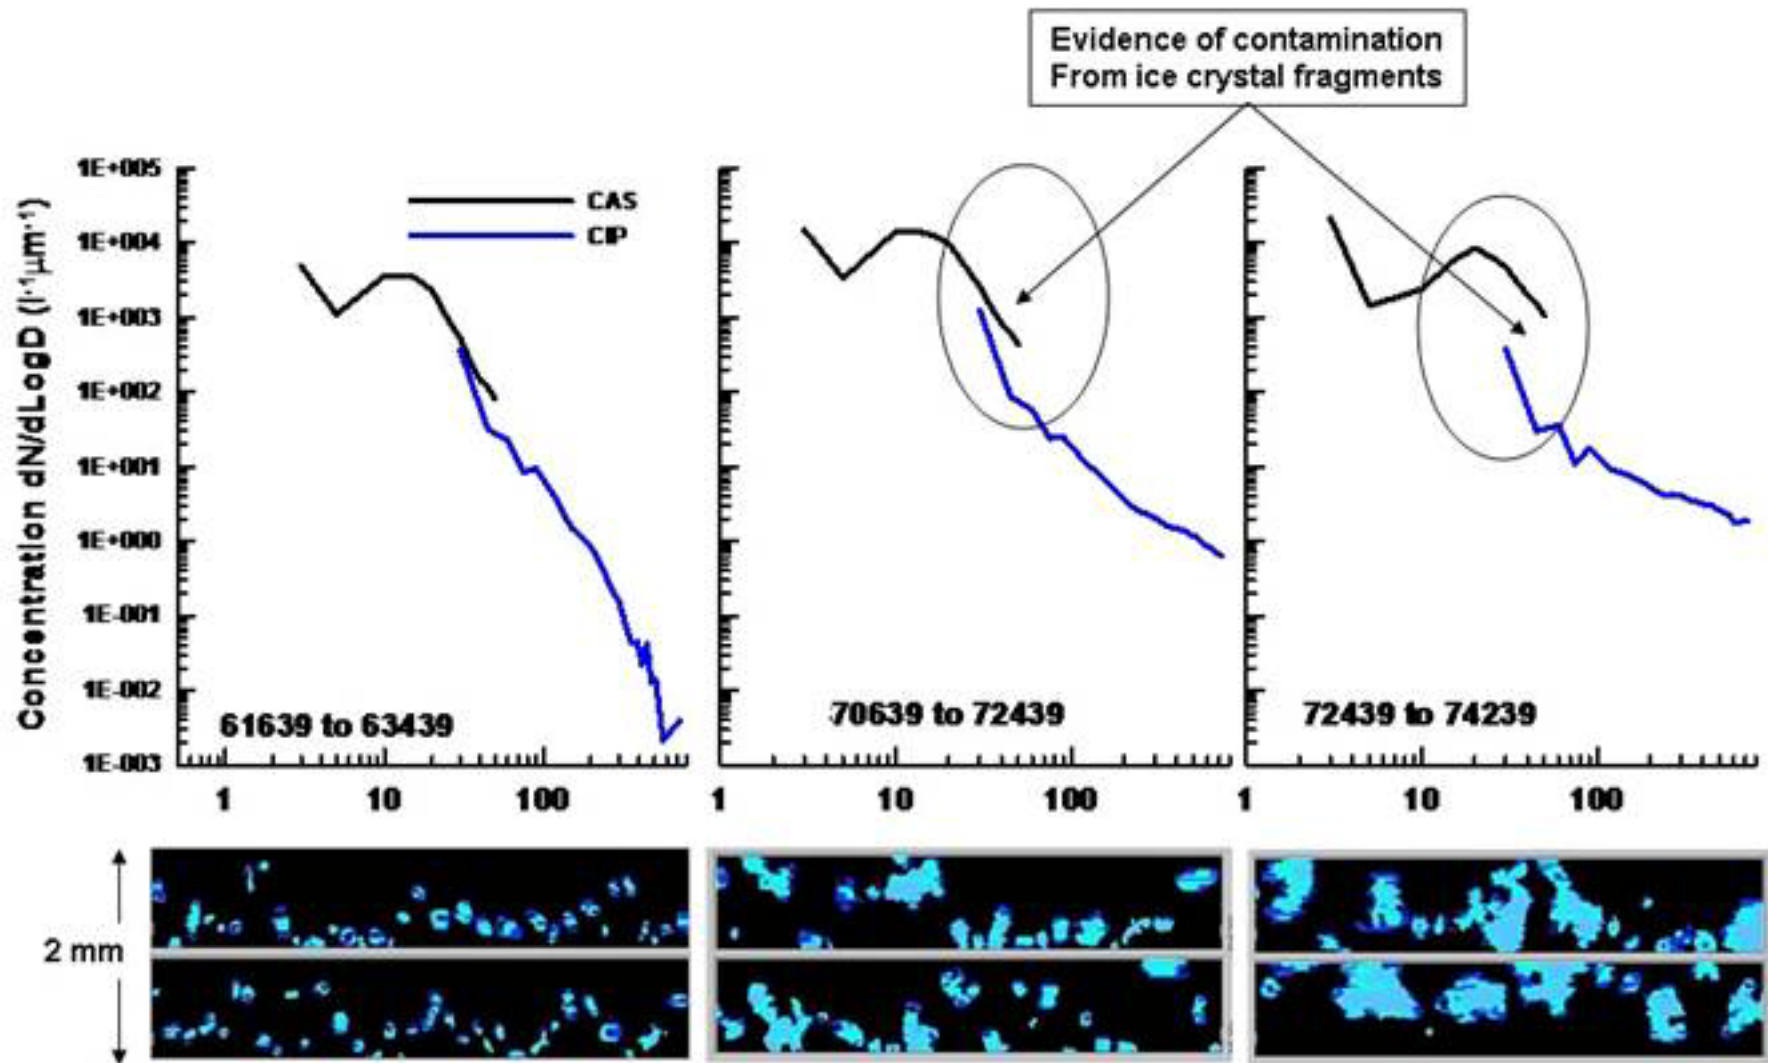 Evidence of contamination
From ice crystal fragments
Concentration dN/dLogD (l⁻¹μm⁻¹)
1E+005
1E+004
1E+003
1E+002
1E+001
1E+000
1E-001
1E-002
1E-003
CAS
CIP
61639 to 63439
70639 to 72439
72439 to 74239
1 10 100
1 10 100
1 10 100
2 mm